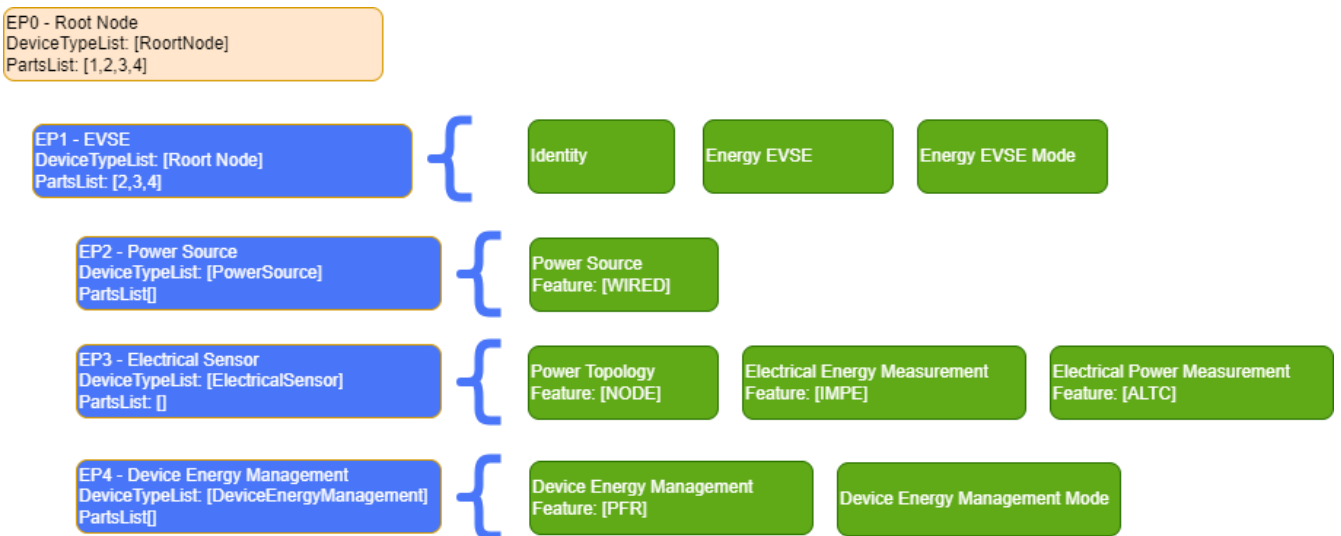 EP0 - Root Node
DeviceTypeList: [RoortNode]
PartsList: [1,2,3,4]
EP1 - EVSE
DeviceTypeList: [Roort Node]
PartsList: [2,3,4]
Identity
Energy EVSE
Energy EVSE Mode
EP2 - Power Source
DeviceTypeList: [PowerSource]
PartsList[]
Power Source
Feature: [WIRED]
EP3 - Electrical Sensor
DeviceTypeList: [ElectricalSensor]
PartsList: []
Power Topology
Feature: [NODE]
Electrical Energy Measurement
Feature: [IMPE]
Electrical Power Measurement
Feature: [ALTC]
EP4 - Device Energy Management
DeviceTypeList: [DeviceEnergyManagement]
PartsList[]
Device Energy Management
Feature: [PFR]
Device Energy Management Mode